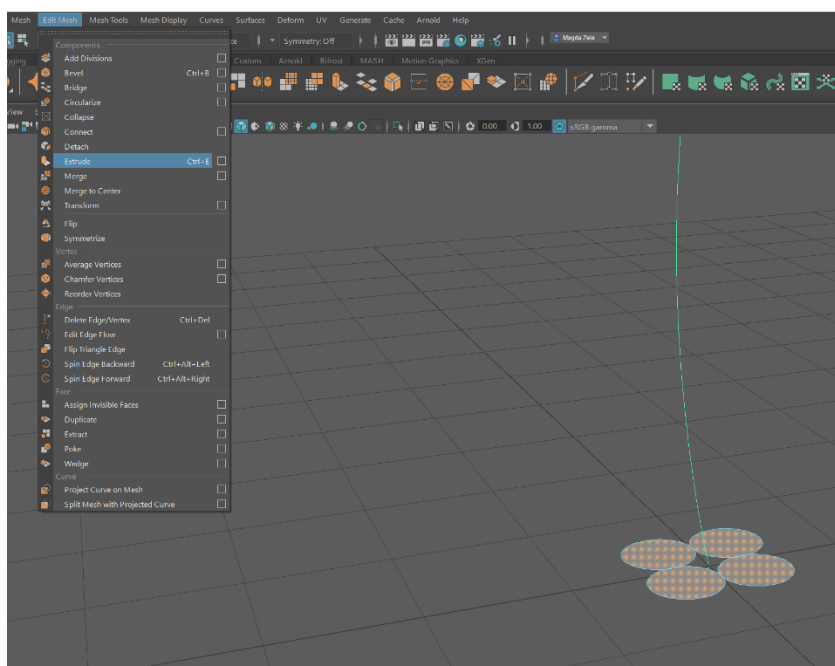 Mesh Edit Mesh Mesh Tools Mesh Display Curves Surfaces Deform UV Generate Cache Arnold Help
Symmetry: Off
Magda Zwie
Custom Arnold Bifrost MASH Motion Graphics XGen
View
0.00 1.00 sRGB gamma
Components
Add Divisions
Bevel Ctrl+B
Bridge
Circularize
Collapse
Connect
Detach
Extrude Ctrl+E
Merge
Merge to Center
Transform
Flip
Symmetrize
Vertex
Average Vertices
Chamfer Vertices
Reorder Vertices
Edge
Delete Edge/Vertex Ctrl+Del
Edit Edge Flow
Flip Triangle Edge
Spin Edge Backward Ctrl+Alt+Left
Spin Edge Forward Ctrl+Alt+Right
Face
Assign Invisible Faces
Duplicate
Extract
Poke
Wedge
Curve
Project Curve on Mesh
Split Mesh with Projected Curve